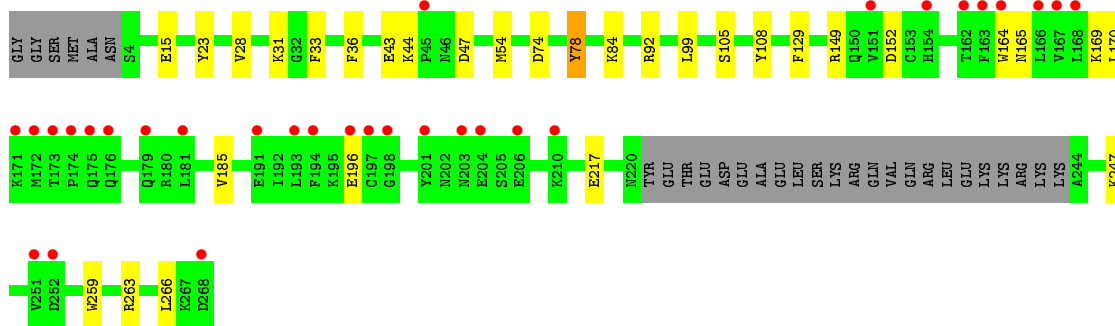 GLY GLY SER MET ALA ASN S4 E15 Y23 V28 K31 G32 F33 F36 E43 K44 P45 N46 D47 M54 D74 Y78 K84 R92 L99 S105 Y108 F129 R149 Q150 V151 D152 C153 H154 T162 F163 W164 N165 L166 V167 L168 K169 L170
K171 M172 T173 P174 Q175 Q176 Q179 R180 L181 V185 E191 I192 L193 F194 K195 E196 C197 G198 Y201 N202 N203 E204 S205 E206 K210 E217 N220 TYR GLU THR GLU ASP GLU ALA GLU LEU SER LYS ARG GLN VAL GLN ARG LEU GLU LYS LYS ARG LYS LYS A244 K247
V251 D252 W259 R263 L266 K267 D268